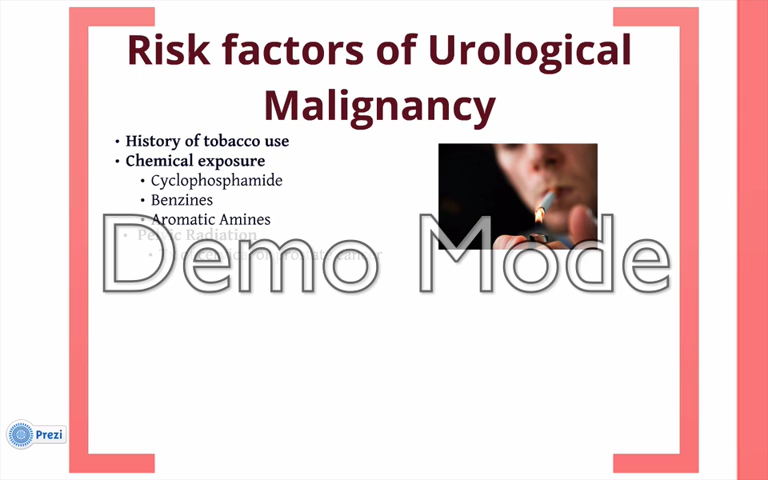 Risk factors of Urological
Malignancy
• History of tobacco use
• Chemical exposure
• Cyclophosphamide
• Benzines
• Aromatic Amines
• Pelvic Radiation
cancer
Demo Mode
Prezi